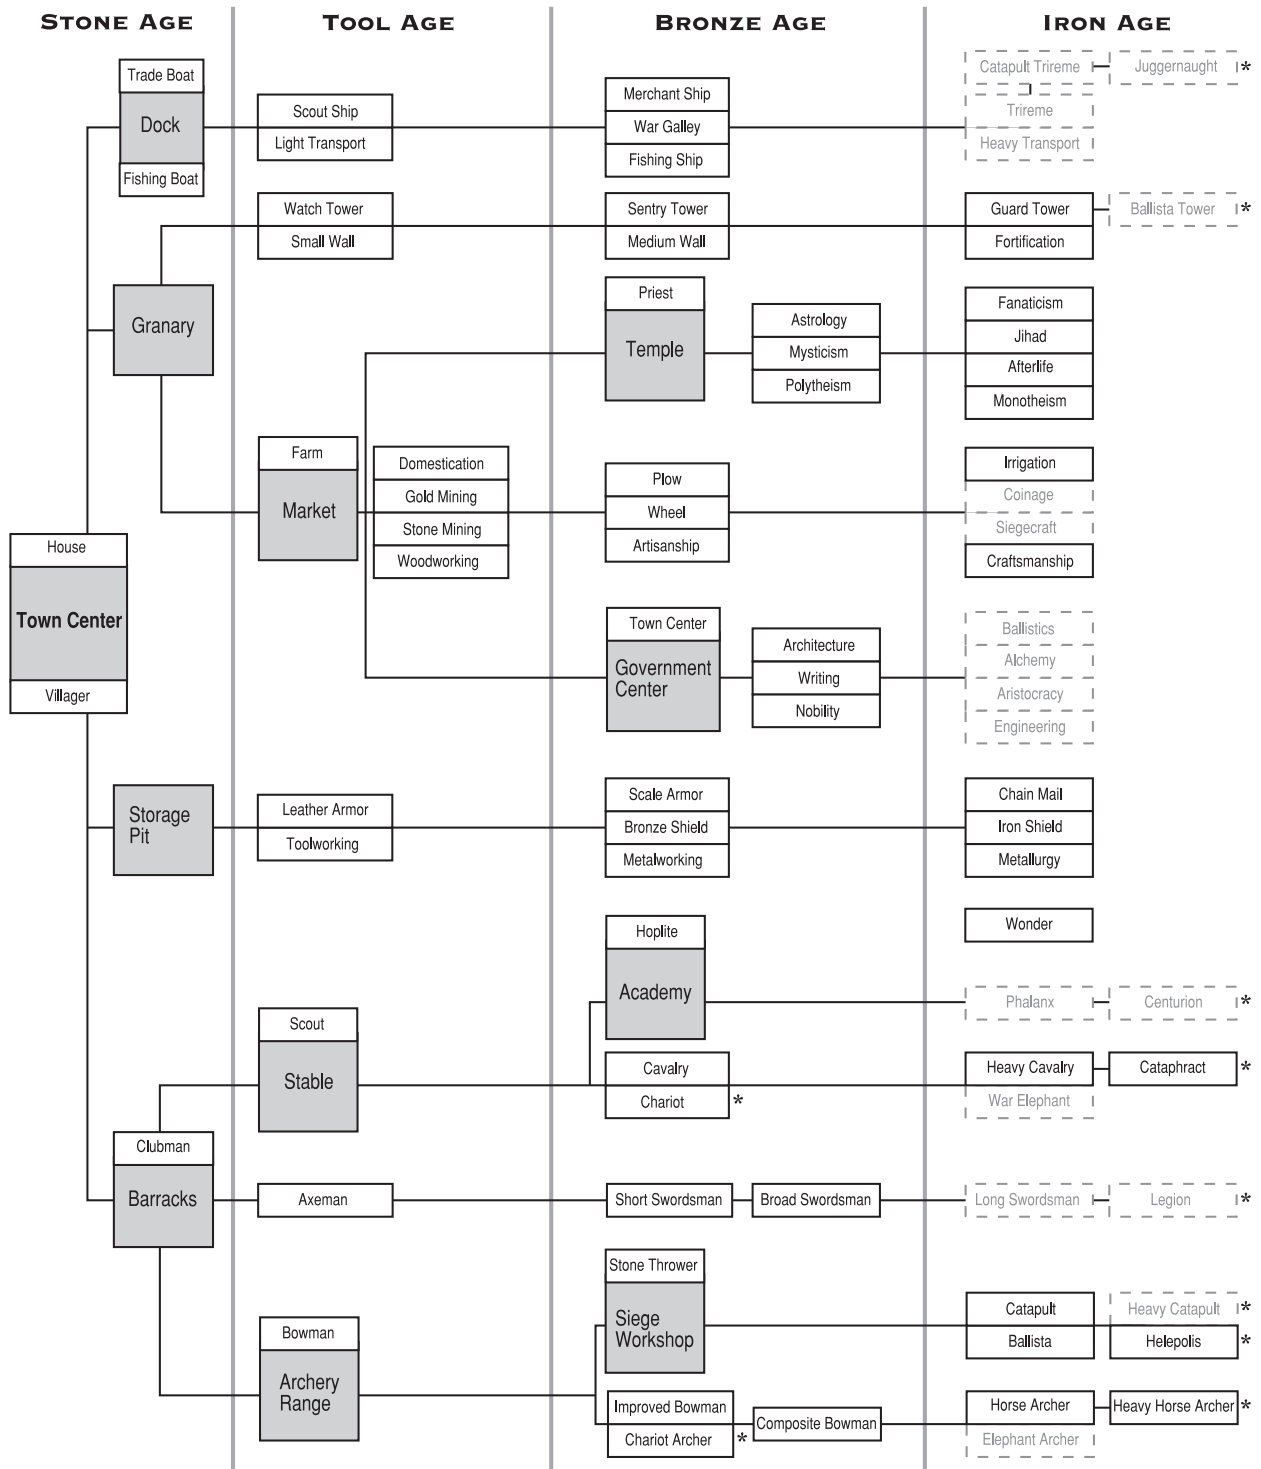 STONE AGE
TOOL AGE
BRONZE AGE
IRON AGE
Trade Boat
Dock
Fishing Boat
Scout Ship
Light Transport
Merchant Ship
War Galley
Fishing Ship
Catapult Trireme
Juggernaught *
Trireme
Heavy Transport
Granary
Watch Tower
Small Wall
Sentry Tower
Medium Wall
Guard Tower
Ballista Tower *
Fortification
Priest
Temple
Astrology
Mysticism
Polytheism
Fanaticism
Jihad
Afterlife
Monotheism
Farm
Market
Domestication
Gold Mining
Stone Mining
Woodworking
Plow
Wheel
Artisanship
Irrigation
Coinage
Siegecraft
Craftsmanship
House
Town Center
Villager
Town Center
Government
Center
Architecture
Writing
Nobility
Ballistics
Alchemy
Aristocracy
Engineering
Storage
Pit
Leather Armor
Toolworking
Scale Armor
Bronze Shield
Metalworking
Chain Mail
Iron Shield
Metallurgy
Wonder
Hoplite
Academy
Phalanx
Centurion *
Scout
Stable
Cavalry
Chariot *
Heavy Cavalry
Cataphract *
War Elephant
Clubman
Barracks
Axeman
Short Swordsman
Broad Swordsman
Long Swordsman
Legion *
Stone Thrower
Siege
Workshop
Catapult
Heavy Catapult *
Ballista
Helepolis *
Bowman
Archery
Range
Improved Bowman
Chariot Archer *
Composite Bowman
Horse Archer
Heavy Horse Archer *
Elephant Archer